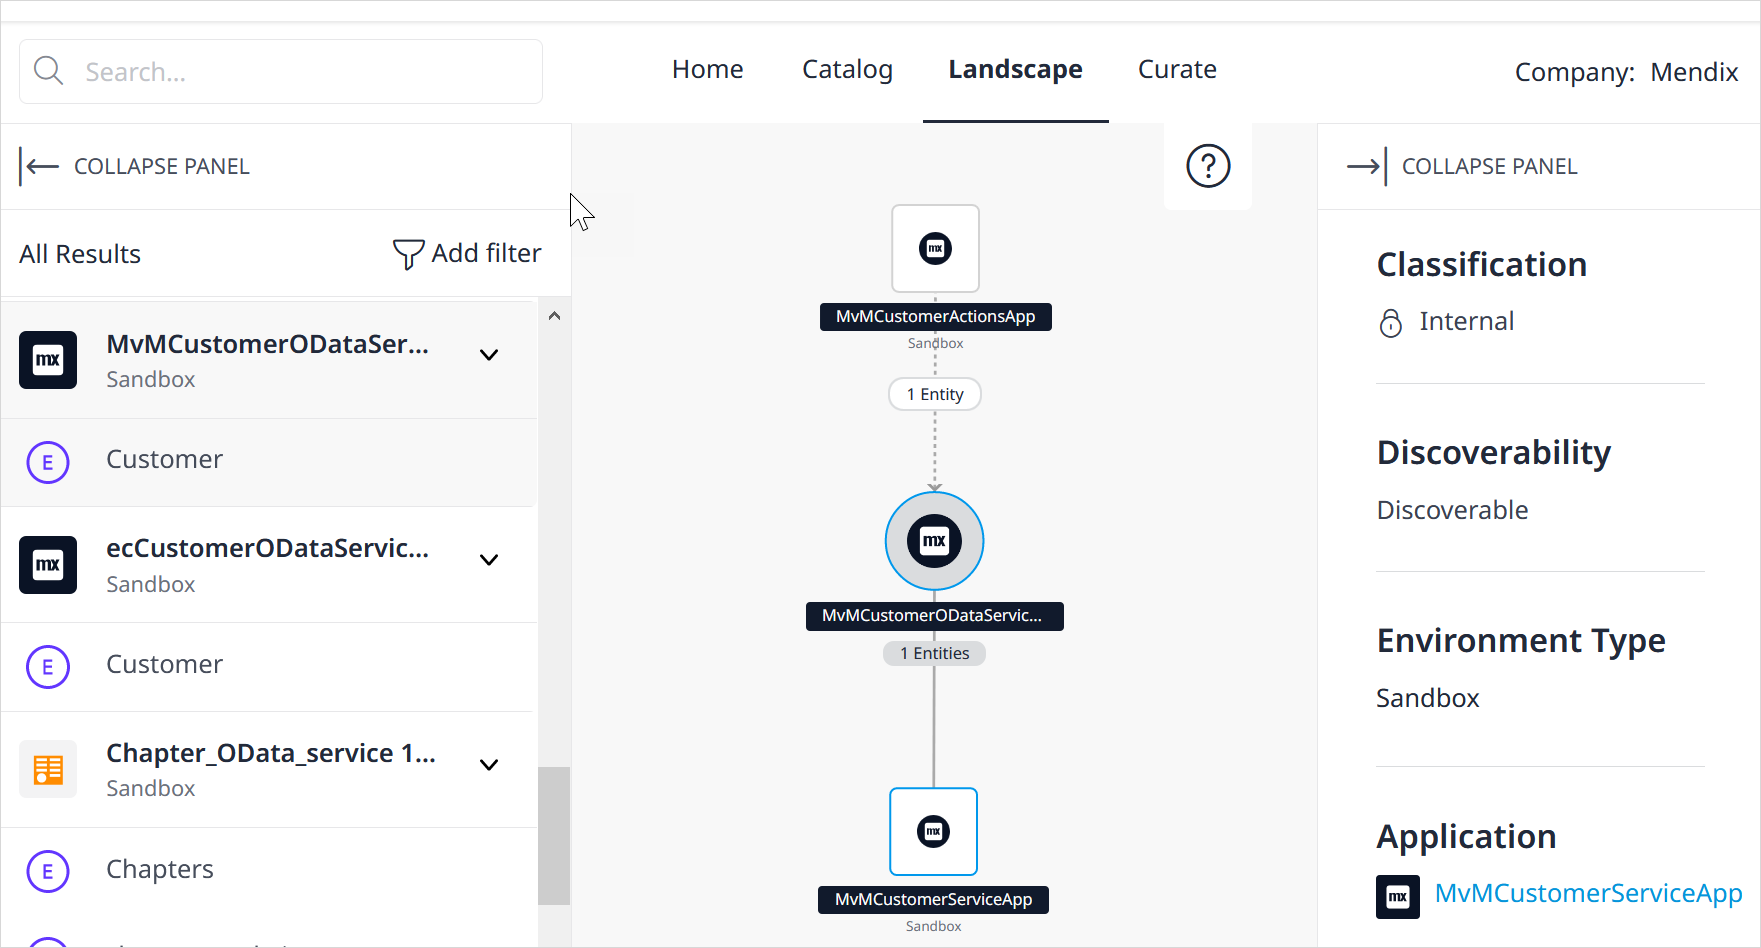 Search...
Home
Catalog
Landscape
Curate
Company: Mendix
COLLAPSE PANEL
All Results
Add filter
mx
MvMCustomerODataSer...
Sandbox
E
Customer
mx
ecCustomerODataServic...
Sandbox
E
Customer
Chapter_OData_service 1...
Sandbox
E
Chapters
?
mx
MvMCustomerActionsApp
Sandbox
1 Entity
mx
MvMCustomerODataServic...
1 Entities
mx
MvMCustomerServiceApp
Sandbox
COLLAPSE PANEL
Classification
Internal
Discoverability
Discoverable
Environment Type
Sandbox
Application
mx
MvMCustomerServiceApp